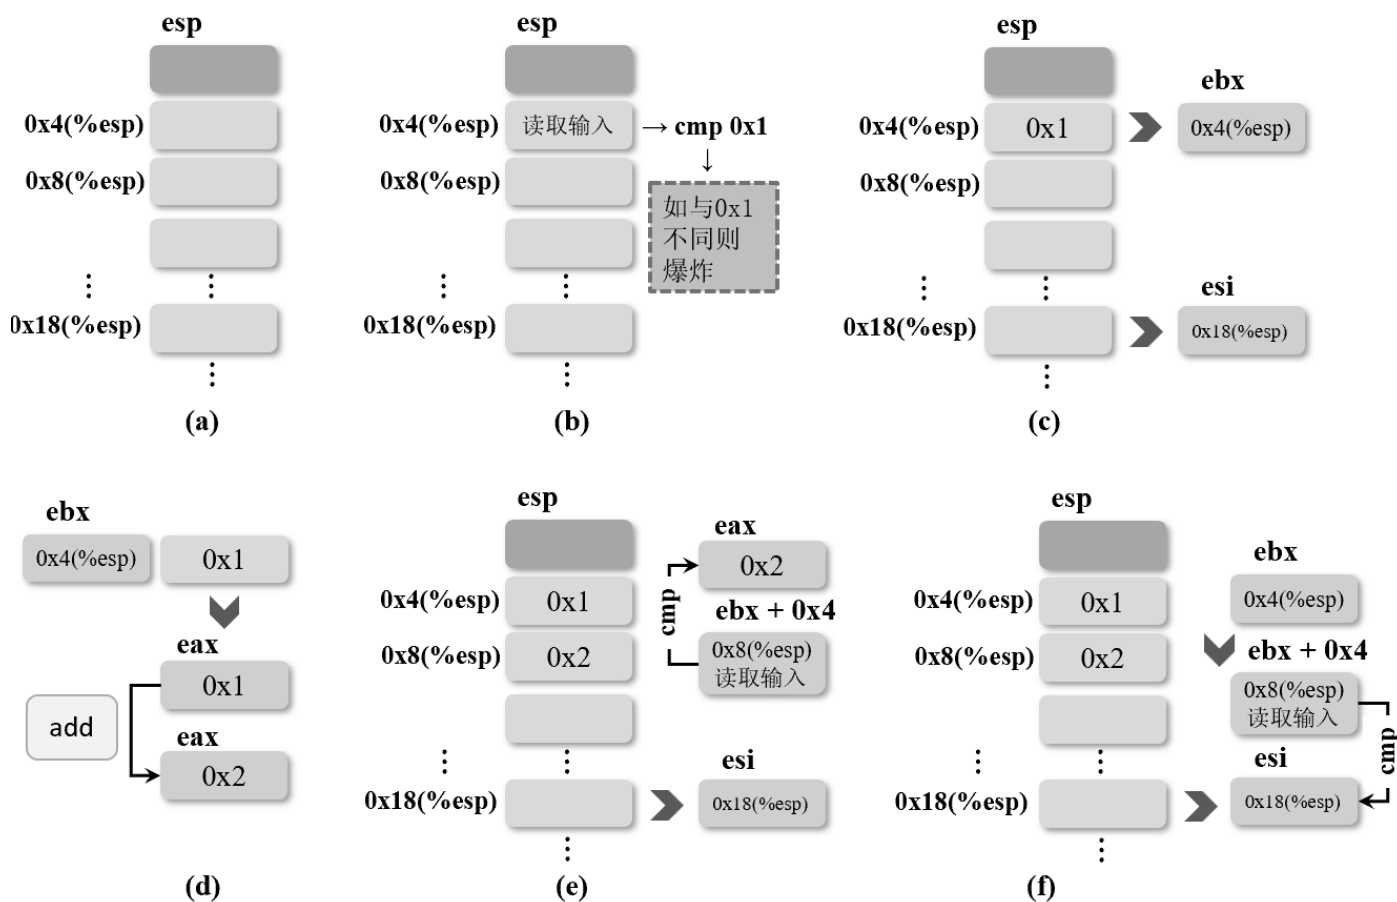 esp
0x4(%esp)
0x8(%esp)
0x18(%esp)
(a)
esp
0x4(%esp)
读取输入
cmp 0x1
0x8(%esp)
如与0x1
不同则
爆炸
0x18(%esp)
(b)
esp
0x4(%esp)
0x1
ebx
0x4(%esp)
0x8(%esp)
0x18(%esp)
esi
0x18(%esp)
(c)
ebx
0x4(%esp)
0x1
eax
0x1
add
eax
0x2
(d)
esp
0x4(%esp)
0x1
0x8(%esp)
0x2
cmp
eax
0x2
ebx + 0x4
0x8(%esp)
读取输入
0x18(%esp)
esi
0x18(%esp)
(e)
esp
0x4(%esp)
0x1
0x8(%esp)
0x2
ebx
0x4(%esp)
ebx + 0x4
0x8(%esp)
读取输入
cmp
0x18(%esp)
esi
0x18(%esp)
(f)